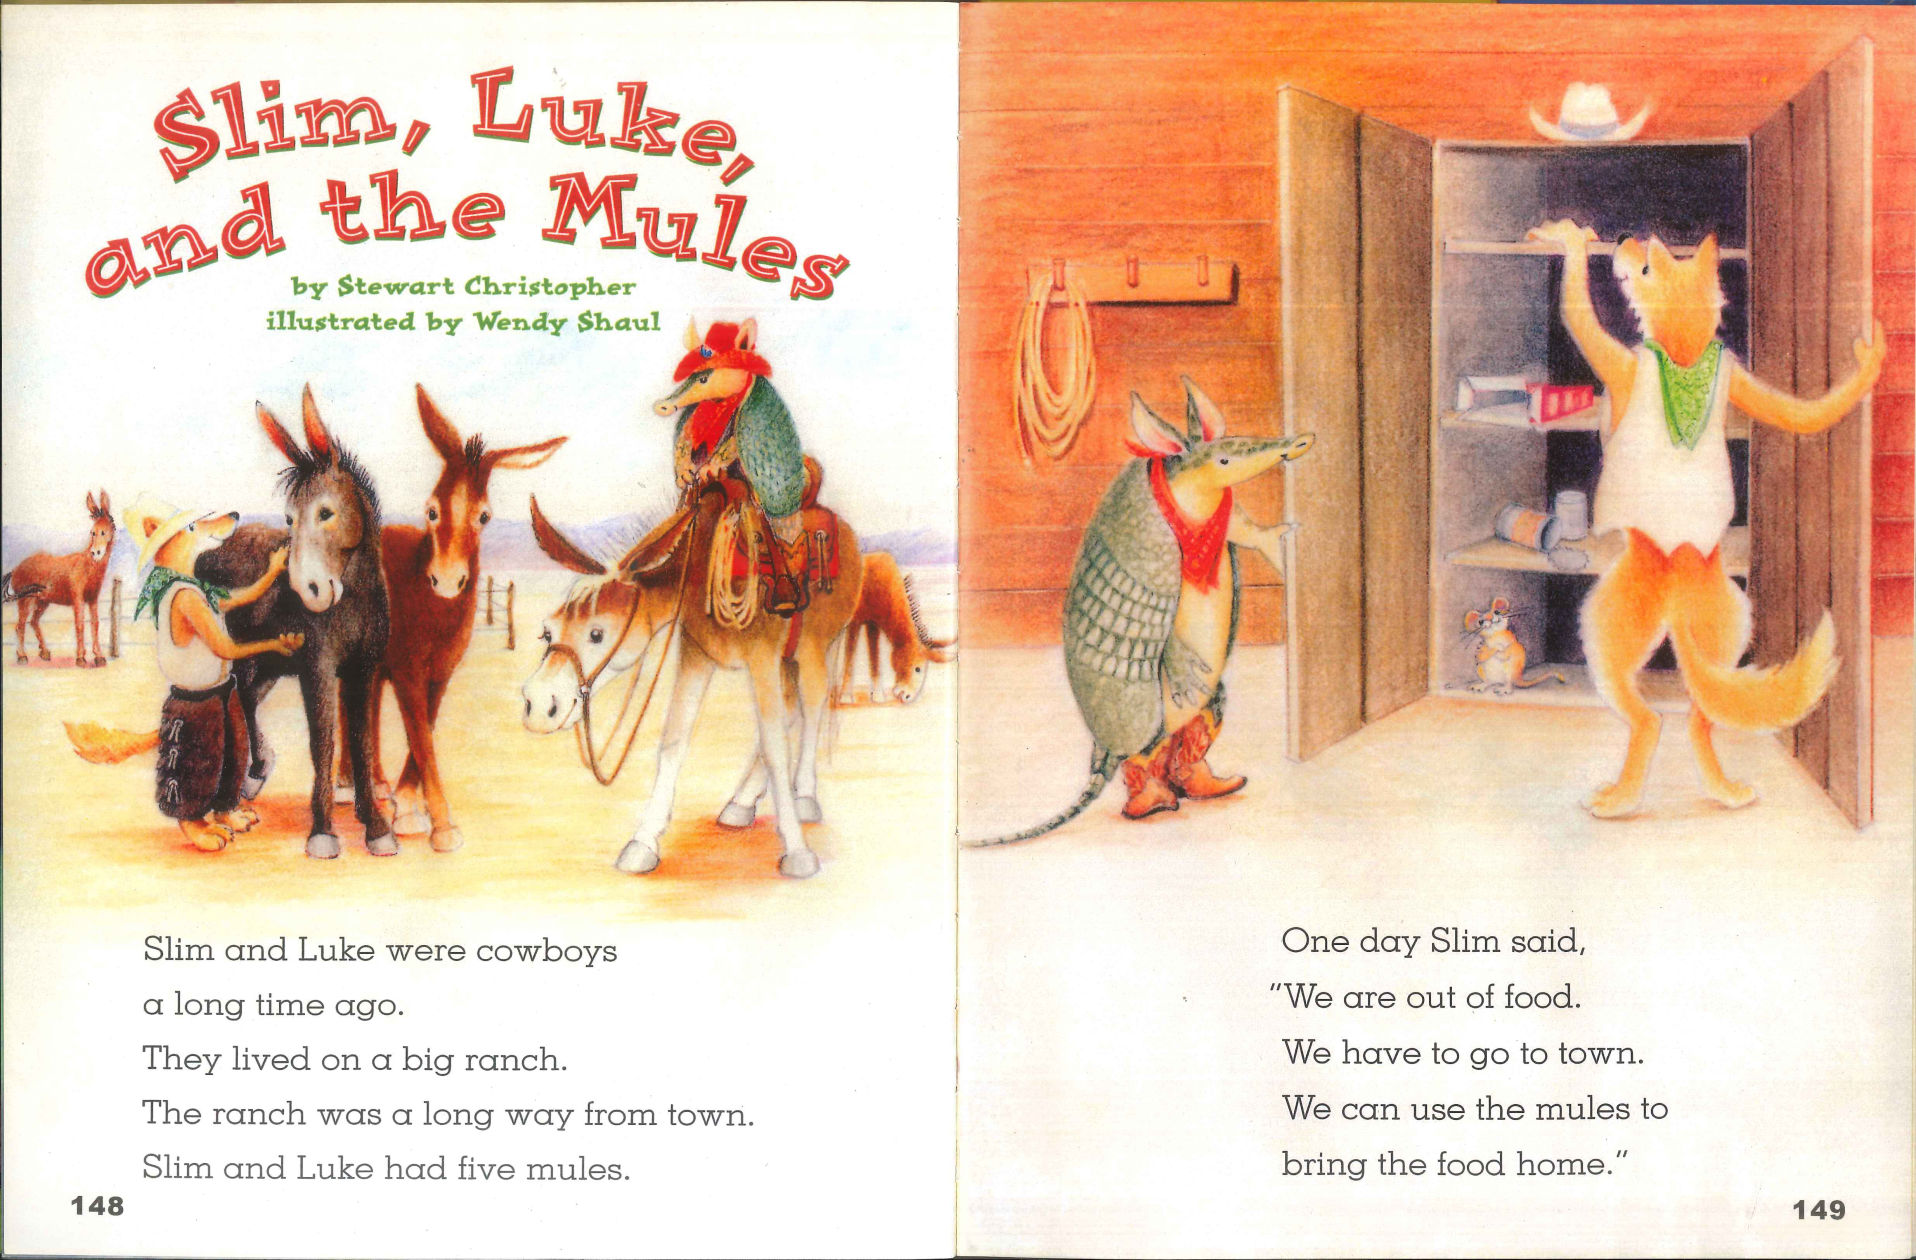 Slim, Luke,
and the Mules
by Stewart Christopher
illustrated by Wendy Shaul
Slim and Luke were cowboys
a long time ago.
They lived on a big ranch.
The ranch was a long way from town.
Slim and Luke had five mules.
148
One day Slim said,
"We are out of food.
We have to go to town.
We can use the mules to
bring the food home."
149